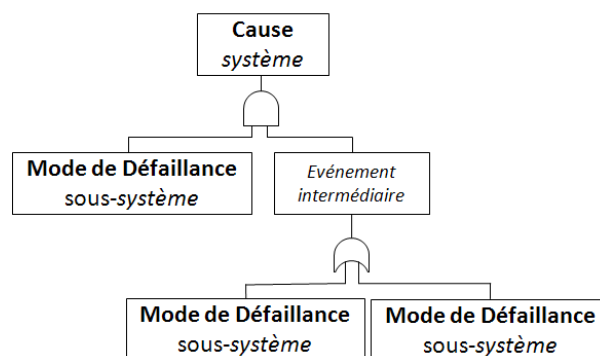 Cause
système
Mode de Défaillance
sous-système
Evénement
intermédiaire
Mode de Défaillance
sous-système
Mode de Défaillance
sous-système